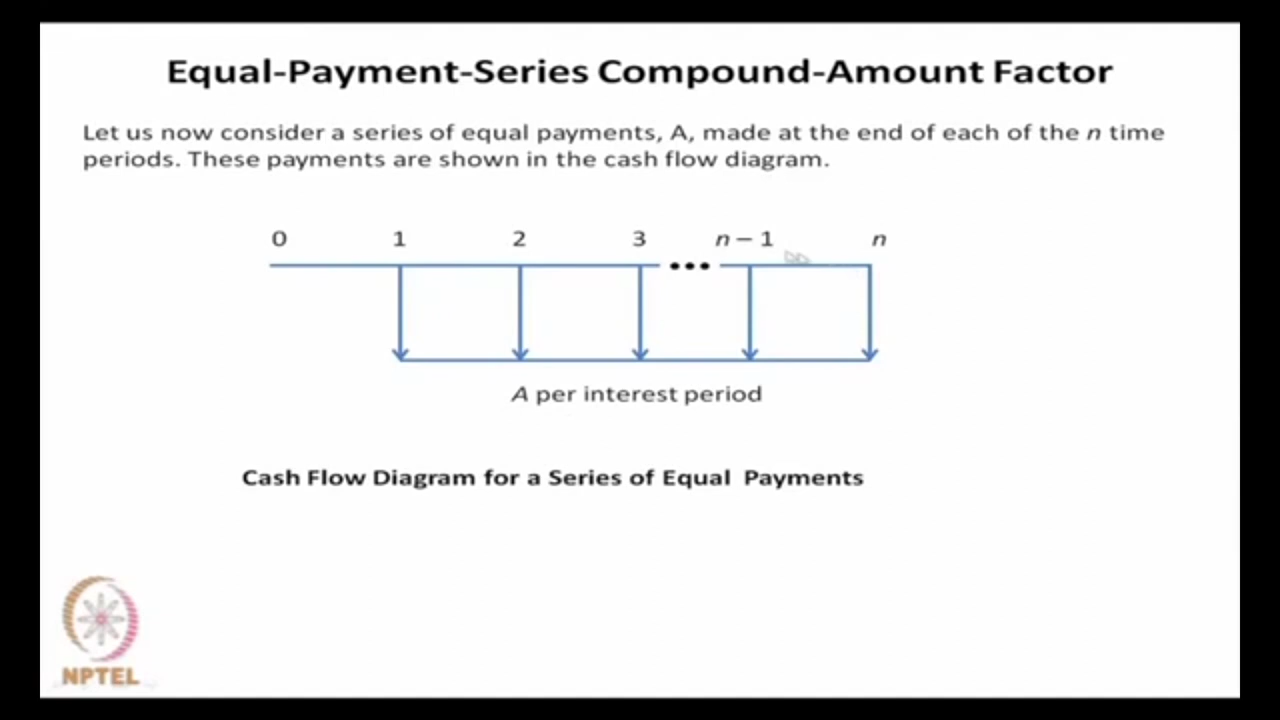 Equal-Payment-Series Compound-Amount Factor
Let us now consider a series of equal payments, A, made at the end of each of the n time
periods. These payments are shown in the cash flow diagram.
0 1 2 3 n – 1 n
A per interest period
Cash Flow Diagram for a Series of Equal Payments
NPTEL